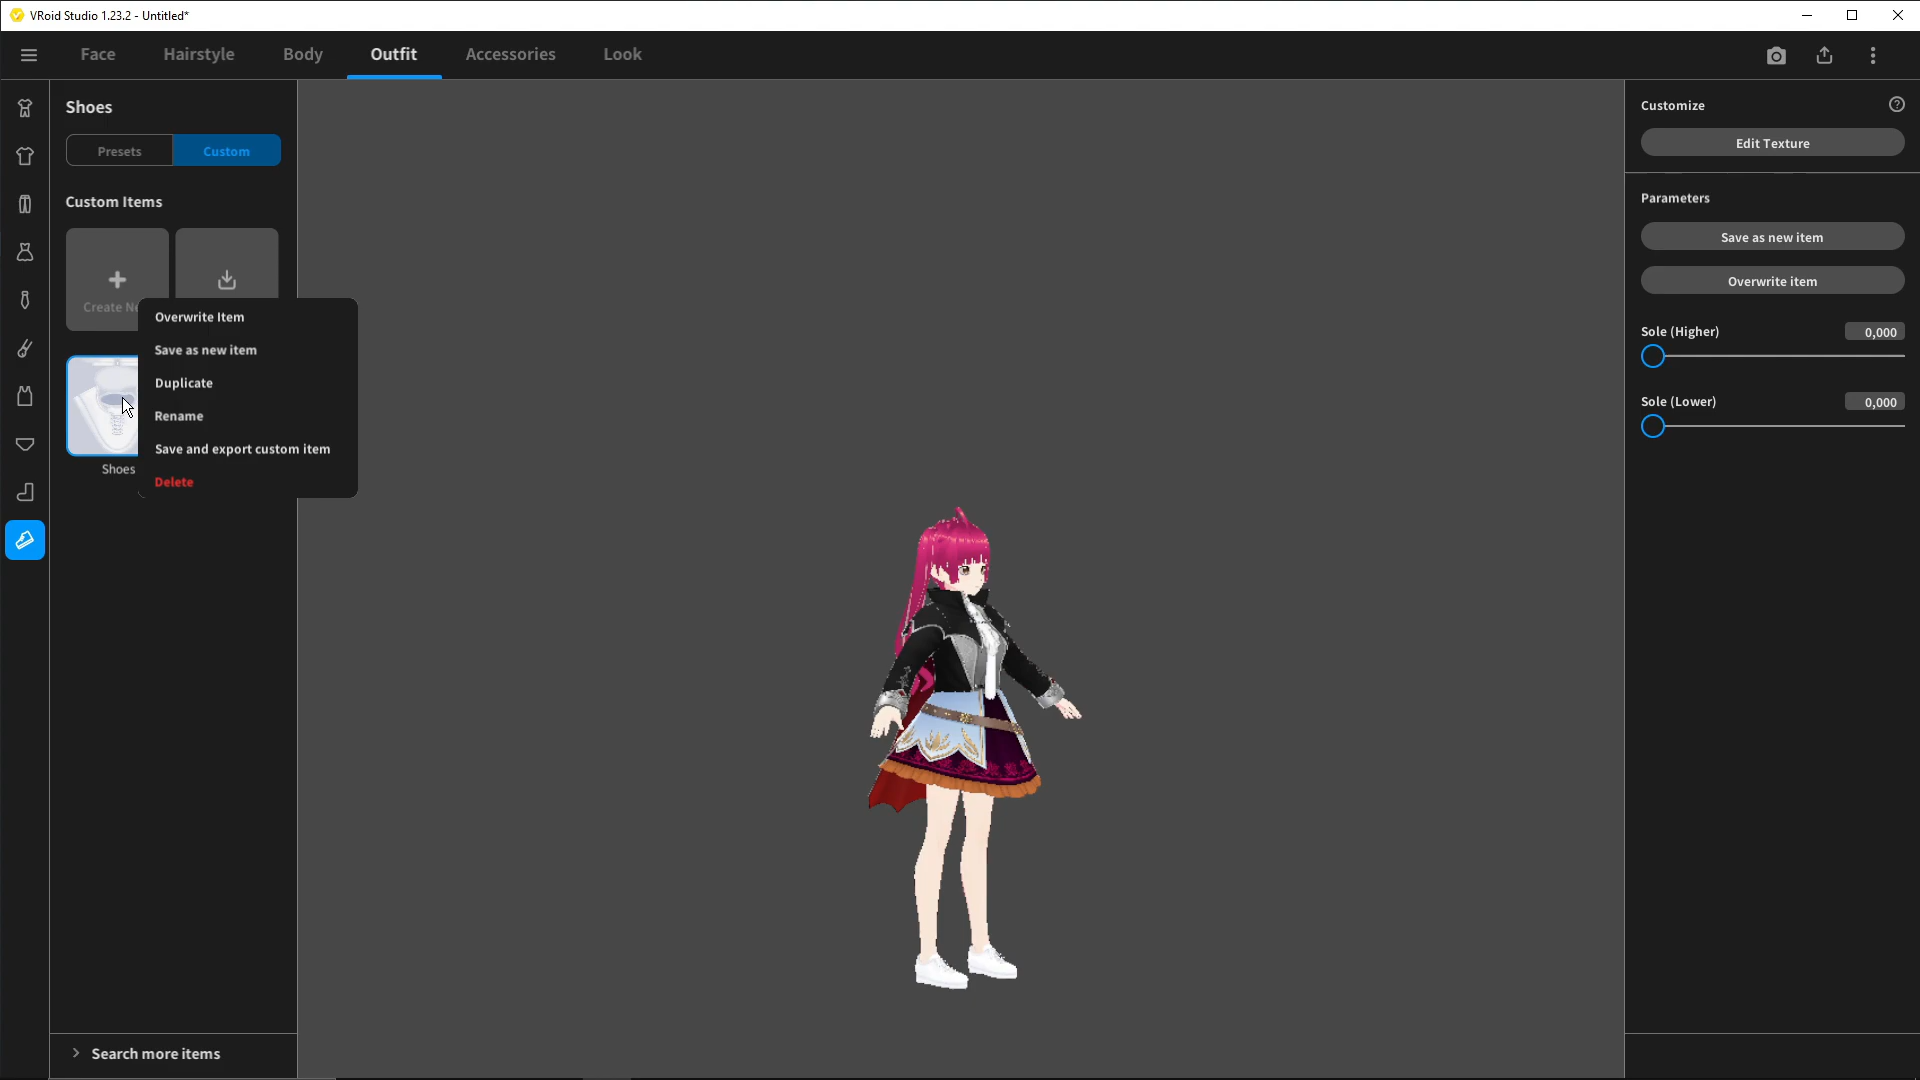 VRoid Studio 1.23.2 - Untitled*
Face
Hairstyle
Body
Outfit
Accessories
Look
Shoes
Presets
Custom
Custom Items
Create Ne
Overwrite Item
Save as new item
Duplicate
Rename
Save and export custom item
Delete
Shoes
Search more items
Customize
Edit Texture
Parameters
Save as new item
Overwrite item
Sole (Higher)
0,000
Sole (Lower)
0,000